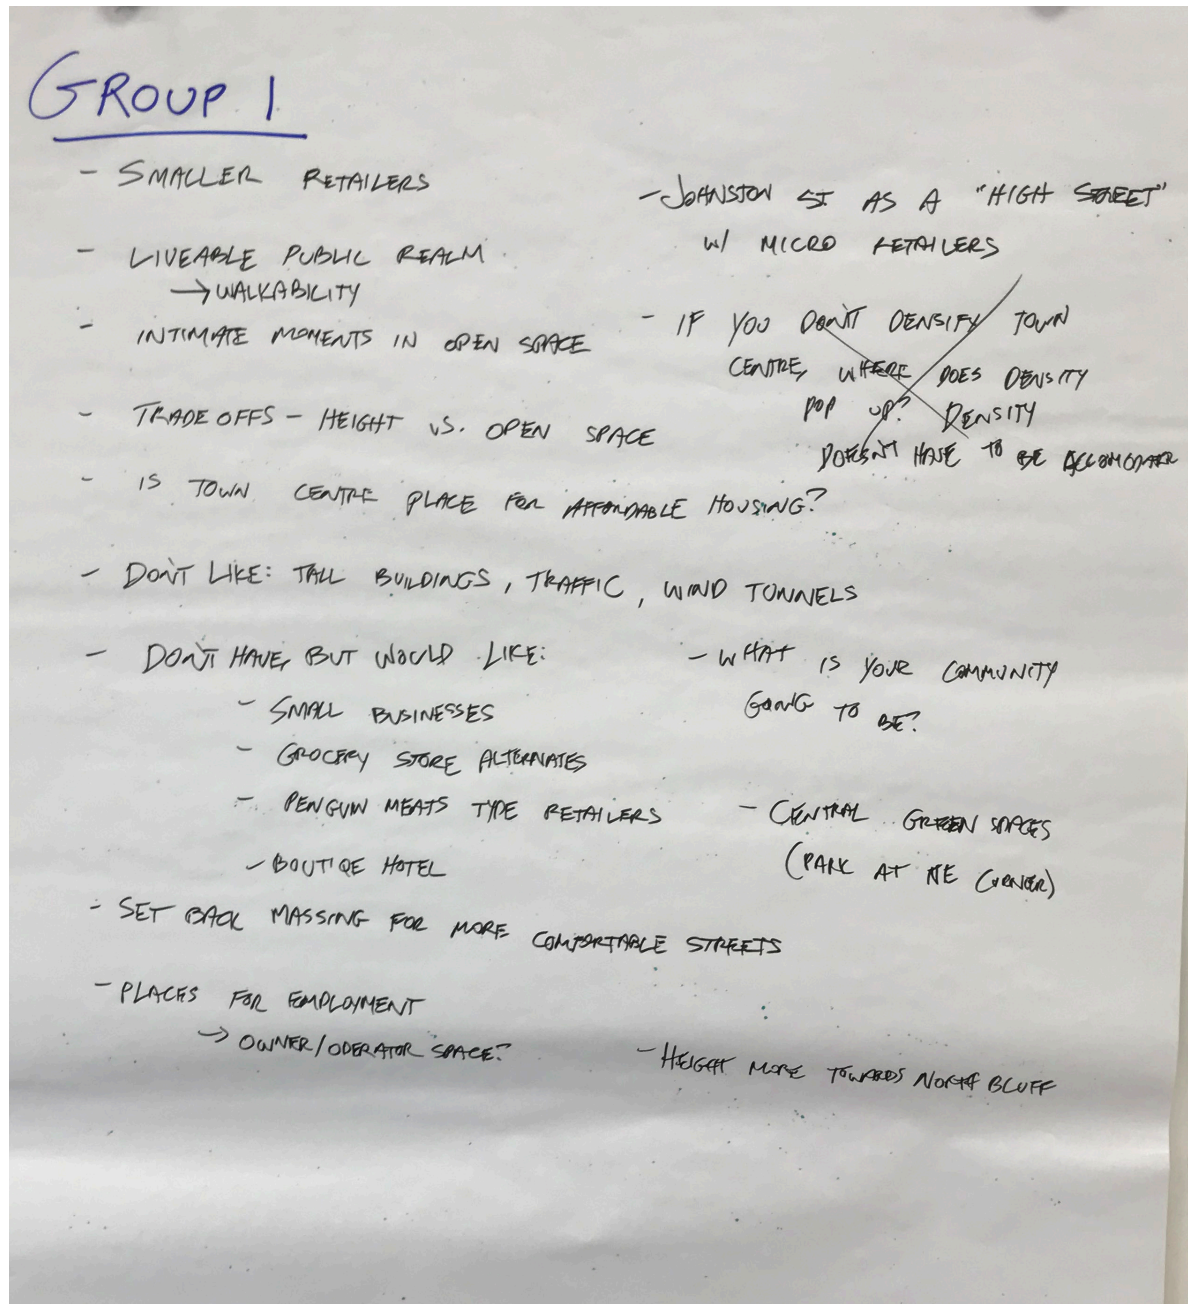 GROUP 1
- SMALLER RETAILERS
- LIVEABLE PUBLIC REALM
→ WALKABILITY
- INTIMATE MOMENTS IN OPEN SPACE
- TRADE OFFS - HEIGHT VS. OPEN SPACE
- IS TOWN CENTRE PLACE FOR AFFORDABLE HOUSING?
- DON'T LIKE: TALL BUILDINGS, TRAFFIC, WIND TUNNELS
- DON'T HAVE, BUT WOULD LIKE:
- SMALL BUSINESSES
- GROCERY STORE ALTERNATES
- PENGUIN MEATS TYPE RETAILERS
- BOUTIQE HOTEL
- SET BACK MASSING FOR MORE COMFORTABLE STREETS
- PLACES FOR EMPLOYMENT
→ OWNER/OPERATOR SPACE?
- JOHNSTON ST AS A "HIGH STREET"
W/ MICRO RETAILERS
- IF YOU DON'T DENSIFY TOWN
CENTRE, WHERE DOES DENSITY
POP UP? DENSITY
DOESN'T HAVE TO BE
- WHAT IS YOUR COMMUNITY
GOING TO BE?
- CENTRAL GREEN SPACES
(PARK AT NE CORNER)
- HEIGHT MORE TOWARDS NORTH BLUFF